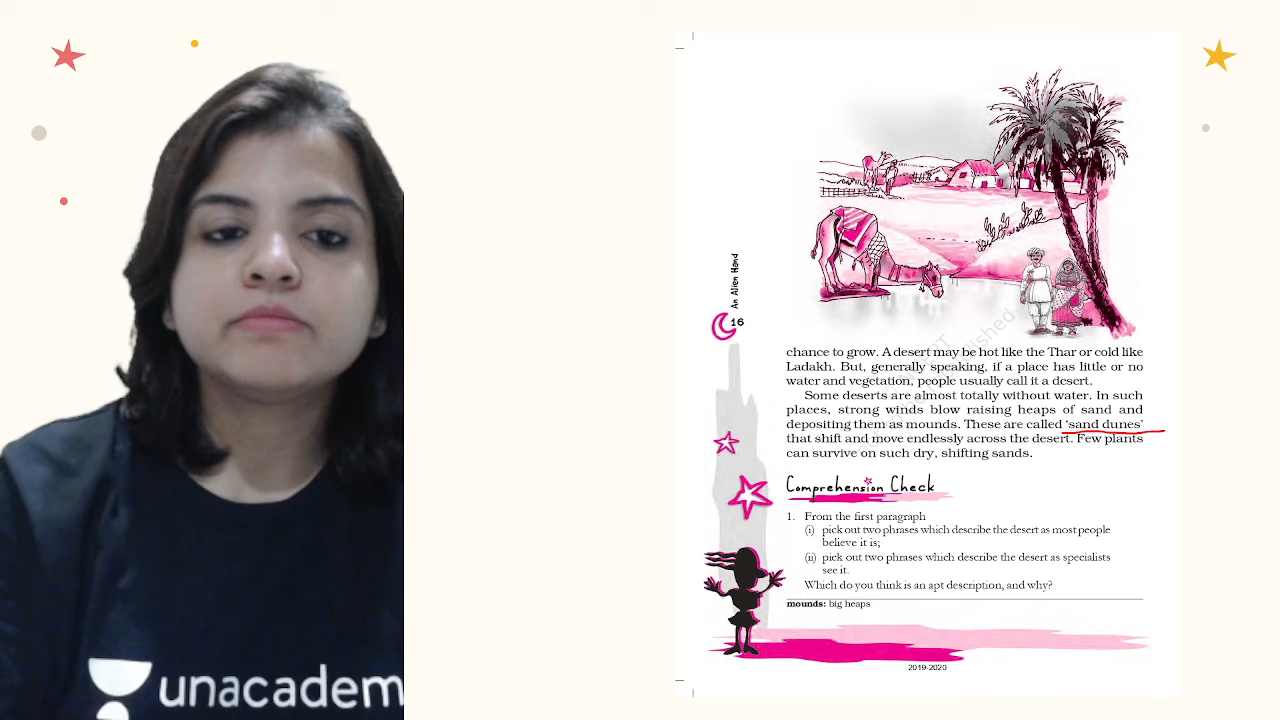 An Alien Hand
16
chance to grow. A desert may be hot like the Thar or cold like
Ladakh. But, generally speaking, if a place has little or no
water and vegetation, people usually call it a desert.
Some deserts are almost totally without water. In such
places, strong winds blow raising heaps of sand and
depositing them as mounds. These are called ‘sand dunes’
that shift and move endlessly across the desert. Few plants
can survive on such dry, shifting sands.
Comprehension Check
1. From the first paragraph
(i) pick out two phrases which describe the desert as most people
believe it is;
(ii) pick out two phrases which describe the desert as specialists
see it.
Which do you think is an apt description, and why?
mounds: big heaps
2019-2020
unacadem